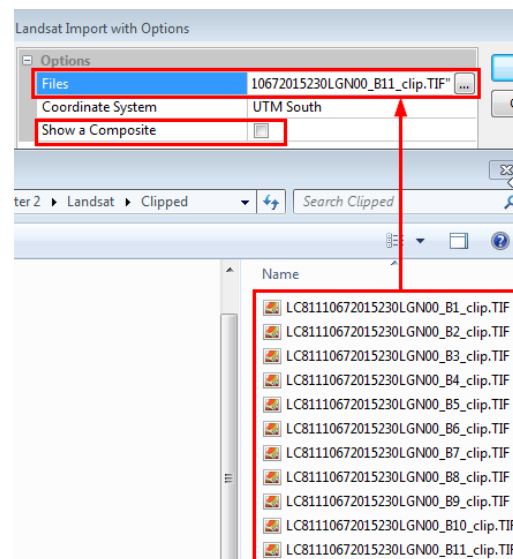 Landsat Import with Options
Options
Files 10672015230LGN00_B11_clip.TIF" ...
Coordinate System UTM South
Show a Composite
ter 2 ▸ Landsat ▸ Clipped Search Clipped
Name
LC81110672015230LGN00_B1_clip.TIF
LC81110672015230LGN00_B2_clip.TIF
LC81110672015230LGN00_B3_clip.TIF
LC81110672015230LGN00_B4_clip.TIF
LC81110672015230LGN00_B5_clip.TIF
LC81110672015230LGN00_B6_clip.TIF
LC81110672015230LGN00_B7_clip.TIF
LC81110672015230LGN00_B8_clip.TIF
LC81110672015230LGN00_B9_clip.TIF
LC81110672015230LGN00_B10_clip.TIF
LC81110672015230LGN00_B11_clip.TIF